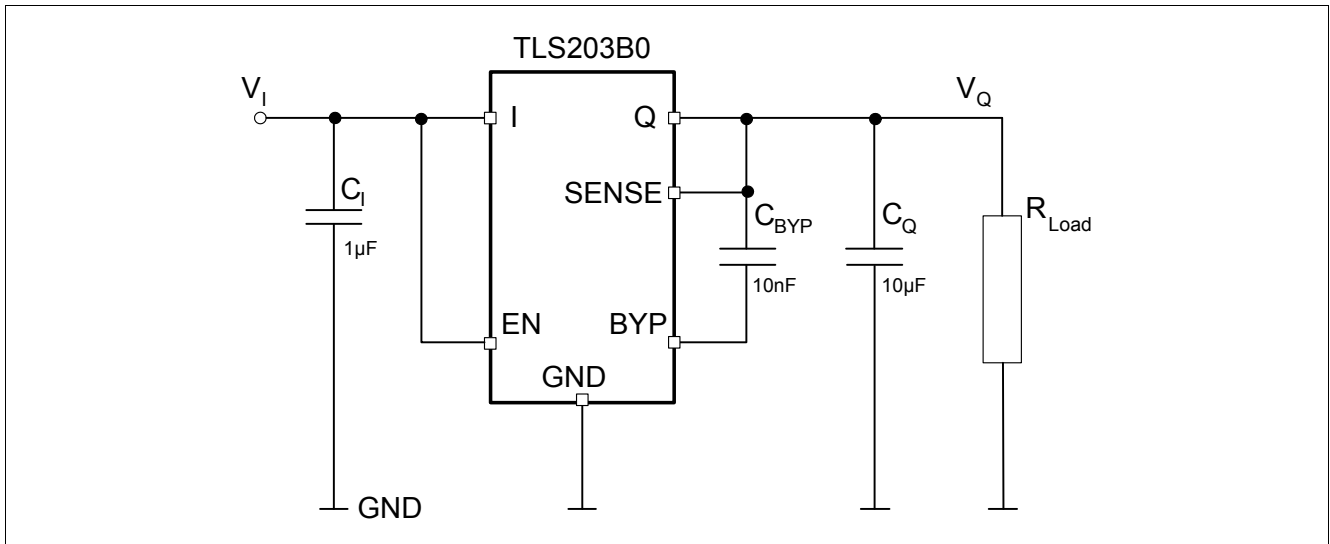 TLS203B0
V_I
V_Q
I
Q
SENSE
C_I
1µF
C_BYP
10nF
C_Q
10µF
R_Load
EN
BYP
GND
GND